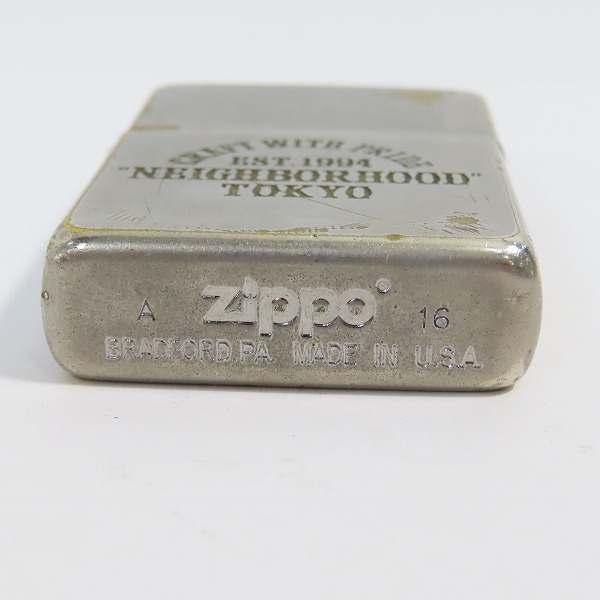 CRAFT WITH PRIDE
EST. 1994
"NEIGHBORHOOD"
TOKYO
A zippo® 16
BRADFORD.PA. MADE IN U.S.A.